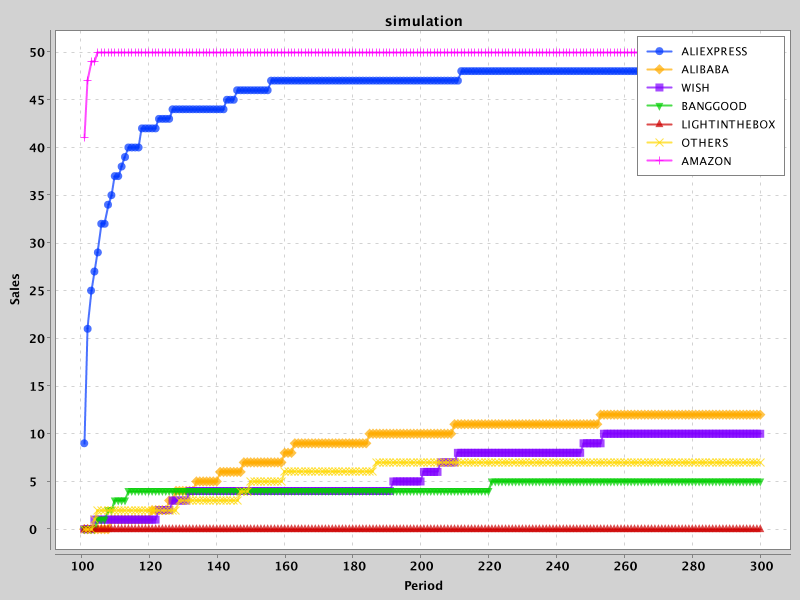 simulation
Sales
50
45
40
35
30
25
20
15
10
5
0
ALIEXPRESS
ALIBABA
WISH
BANGGOOD
LIGHTINTHEBOX
OTHERS
AMAZON
100 120 140 160 180 200 220 240 260 280 300
Period